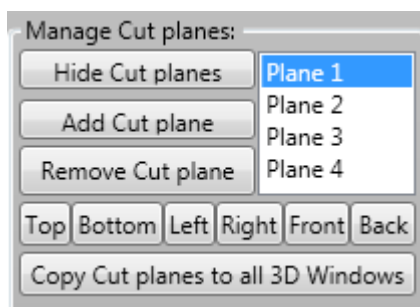 Manage Cut planes:
Hide Cut planes
Add Cut plane
Remove Cut plane
Plane 1
Plane 2
Plane 3
Plane 4
Top Bottom Left Right Front Back
Copy Cut planes to all 3D Windows